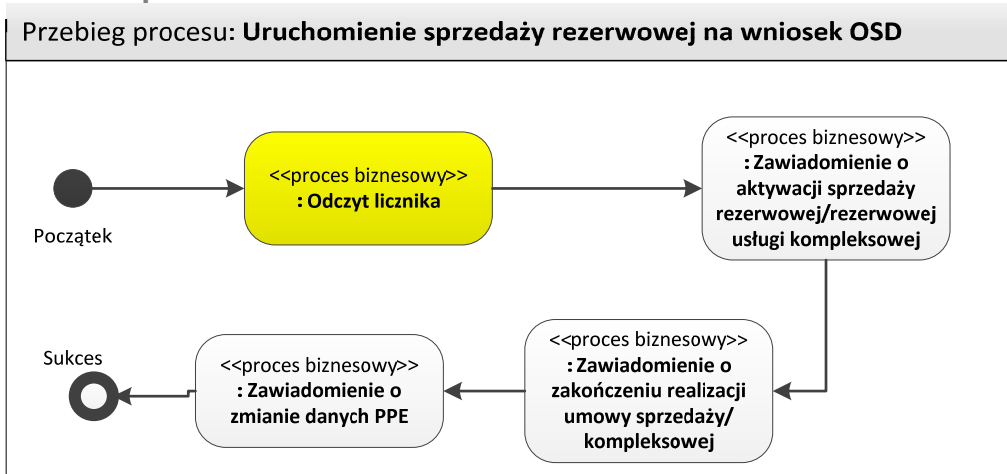 Przebieg procesu: Uruchomienie sprzedaży rezerwowej na wniosek OSD
<<proces biznesowy>>
: Odczyt licznika
<<proces biznesowy>>
: Zawiadomienie o
aktywacji sprzedaży
rezerwowej/rezerwowej
usługi kompleksowej
Początek
Sukces
<<proces biznesowy>>
: Zawiadomienie o
zmianie danych PPE
<<proces biznesowy>>
: Zawiadomienie o
zakończeniu realizacji
umowy sprzedaży/
kompleksowej